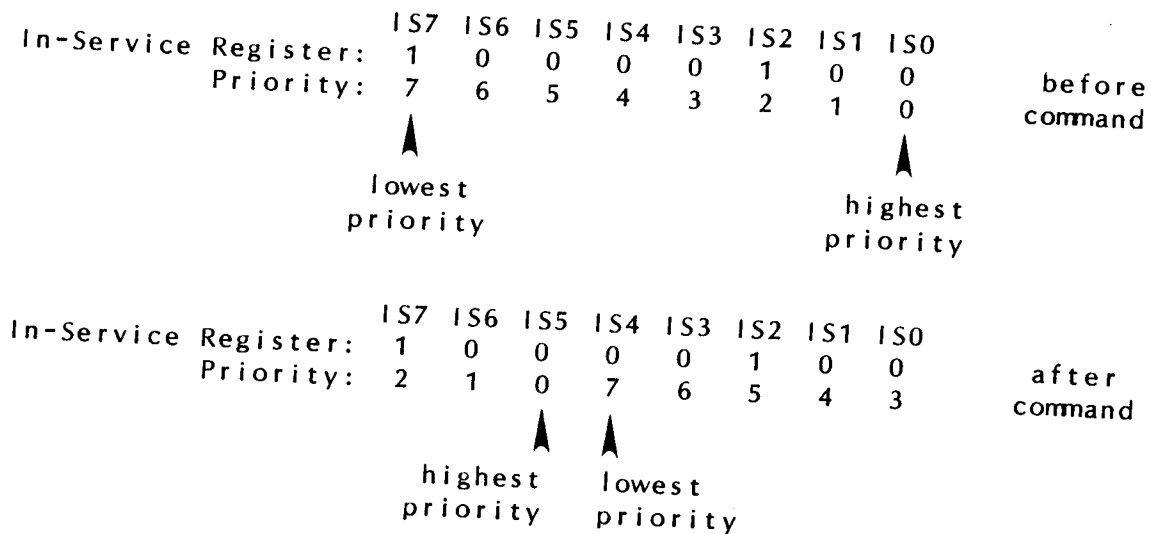 IS7 IS6 IS5 IS4 IS3 IS2 IS1 IS0
In-Service Register: 1 0 0 0 0 1 0 0
Priority: 7 6 5 4 3 2 1 0
before
command
lowest
priority
highest
priority
IS7 IS6 IS5 IS4 IS3 IS2 IS1 IS0
In-Service Register: 1 0 0 0 0 1 0 0
Priority: 2 1 0 7 6 5 4 3
after
command
highest
priority
lowest
priority